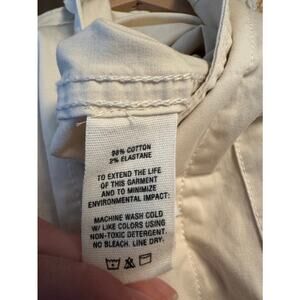 98% COTTON
2% ELASTANE
TO EXTEND THE LIFE
OF THIS GARMENT
AND TO MINIMIZE
ENVIRONMENTAL IMPACT:
MACHINE WASH COLD
W/ LIKE COLORS USING
NON-TOXIC DETERGENT.
NO BLEACH. LINE DRY.